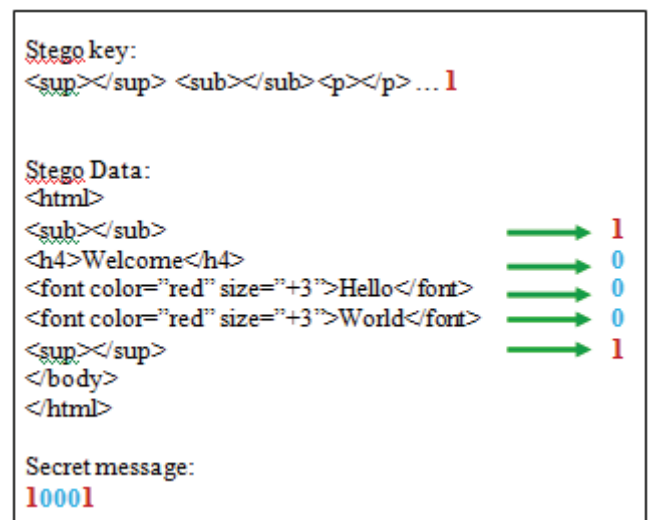 Stego key:
<sup></sup> <sub></sub><p></p>... 1
Stego Data:
<html>
<sub></sub> 1
<h4>Welcome</h4> 0
<font color=”red” size=”+3”>Hello</font> 0
<font color=”red” size=”+3”>World</font> 0
<sup></sup> 1
</body>
</html>
Secret message:
10001